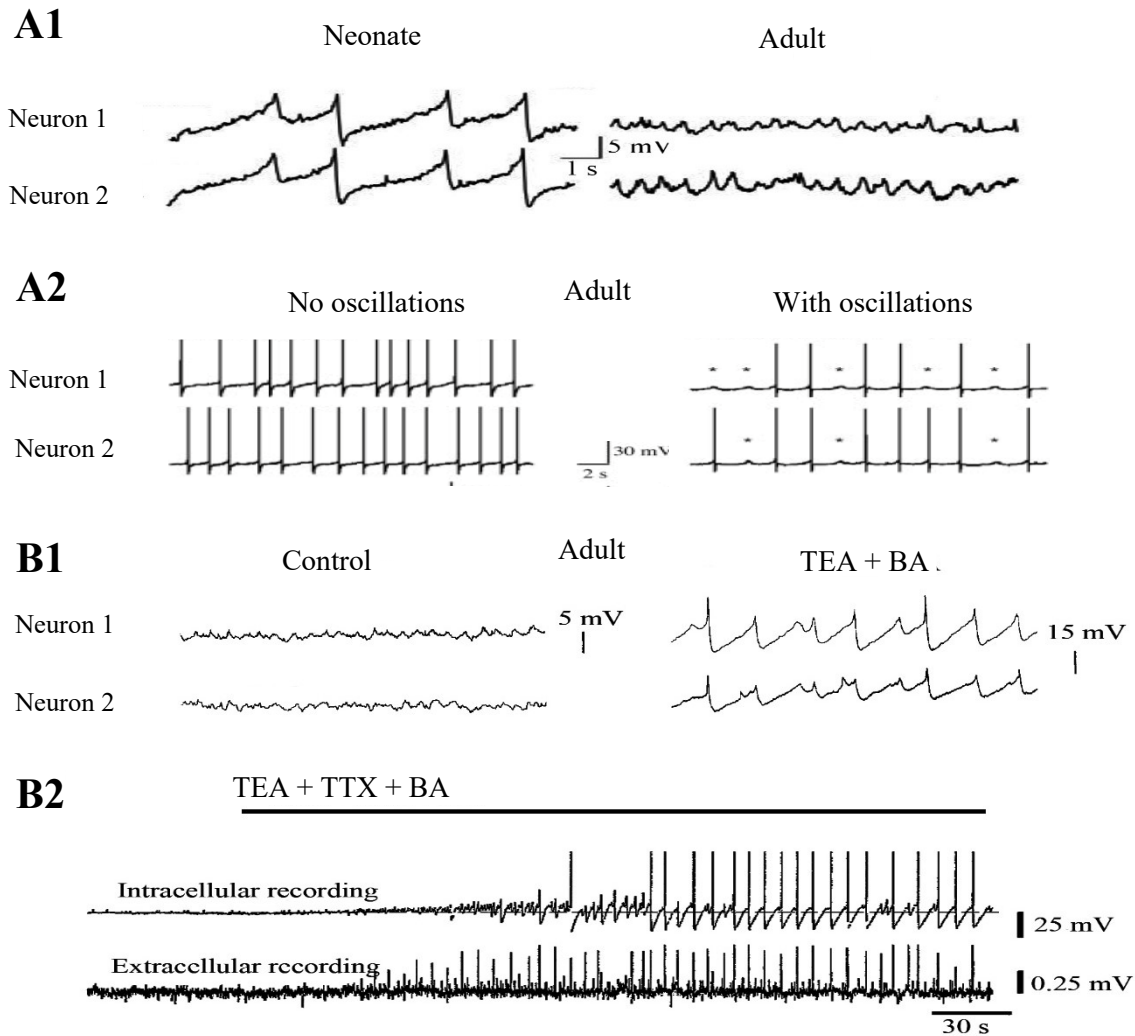 A1
Neonate
Adult
Neuron 1
5 mV
1 s
Neuron 2
A2
No oscillations
Adult
With oscillations
Neuron 1
* * * * *
Neuron 2
* * *
30 mV
2 s
B1
Control
Adult
TEA + BA
Neuron 1
5 mV
15 mV
Neuron 2
B2
TEA + TTX + BA
Intracellular recording
25 mV
Extracellular recording
0.25 mV
30 s